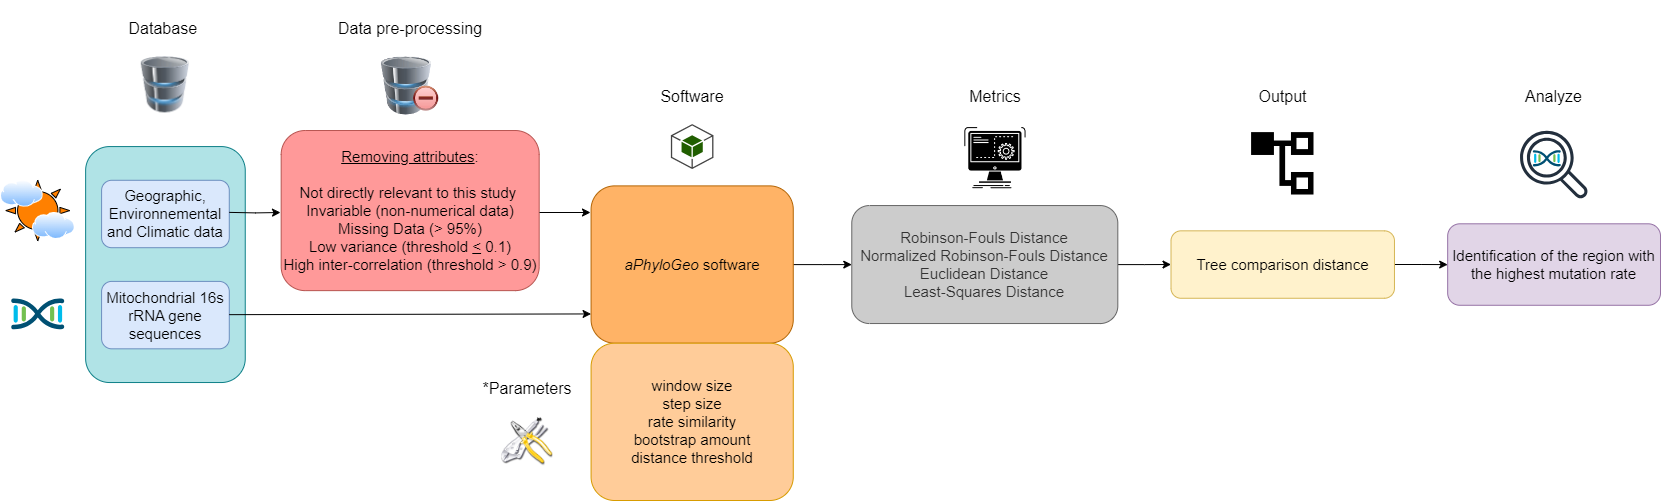 Database
Data pre-processing
Software
Metrics
Output
Analyze
Geographic,
Environnemental
and Climatic data
Mitochondrial 16s
rRNA gene
sequences
Removing attributes:
Not directly relevant to this study
Invariable (non-numerical data)
Missing Data (> 95%)
Low variance (threshold ≤ 0.1)
High inter-correlation (threshold > 0.9)
aPhyloGeo software
*Parameters
window size
step size
rate similarity
bootstrap amount
distance threshold
Robinson-Fouls Distance
Normalized Robinson-Fouls Distance
Euclidean Distance
Least-Squares Distance
Tree comparison distance
Identification of the region with
the highest mutation rate